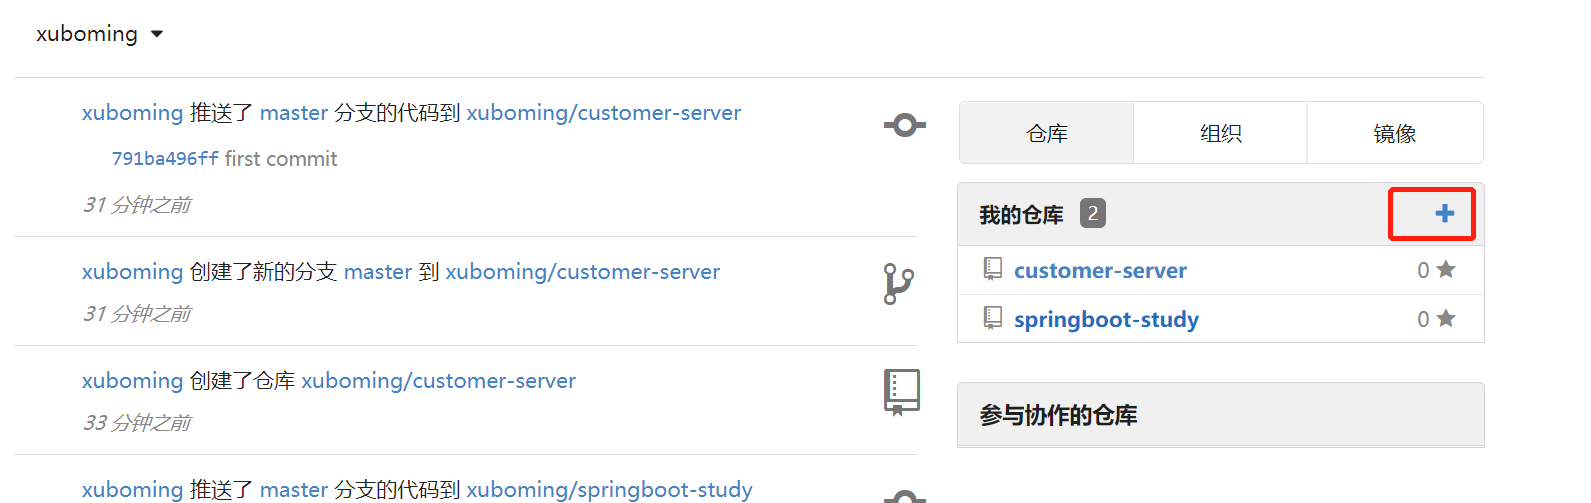 xuboming
xuboming 推送了 master 分支的代码到 xuboming/customer-server
791ba496ff first commit
31 分钟之前
xuboming 创建了新的分支 master 到 xuboming/customer-server
31 分钟之前
xuboming 创建了仓库 xuboming/customer-server
33 分钟之前
xuboming 推送了 master 分支的代码到 xuboming/springboot-study
仓库 组织 镜像
我的仓库 2
customer-server 0
springboot-study 0
参与协作的仓库